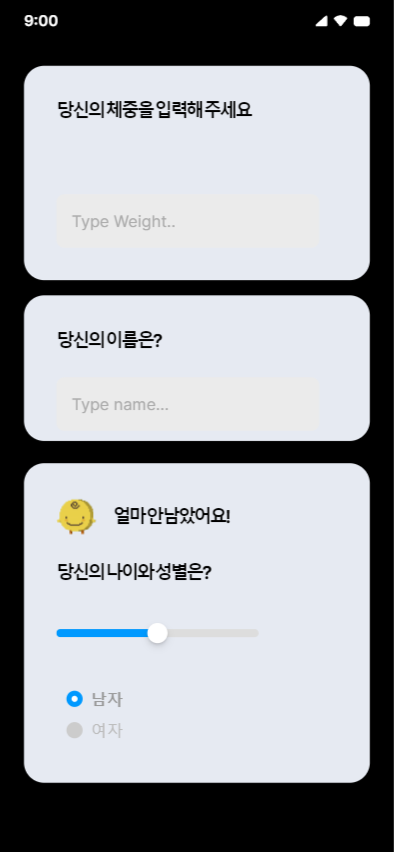 9:00
당신의 체중을 입력해 주세요
Type Weight..
당신의 이름은?
Type name...
얼마 안남았어요!
당신의 나이와 성별은?
남자
여자